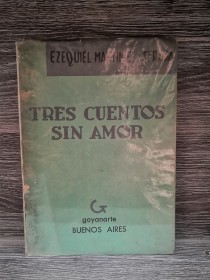 EZEQUIEL
TRES CUENTOS
SIN AMOR
G
goyanarte
BUENOS AIRES